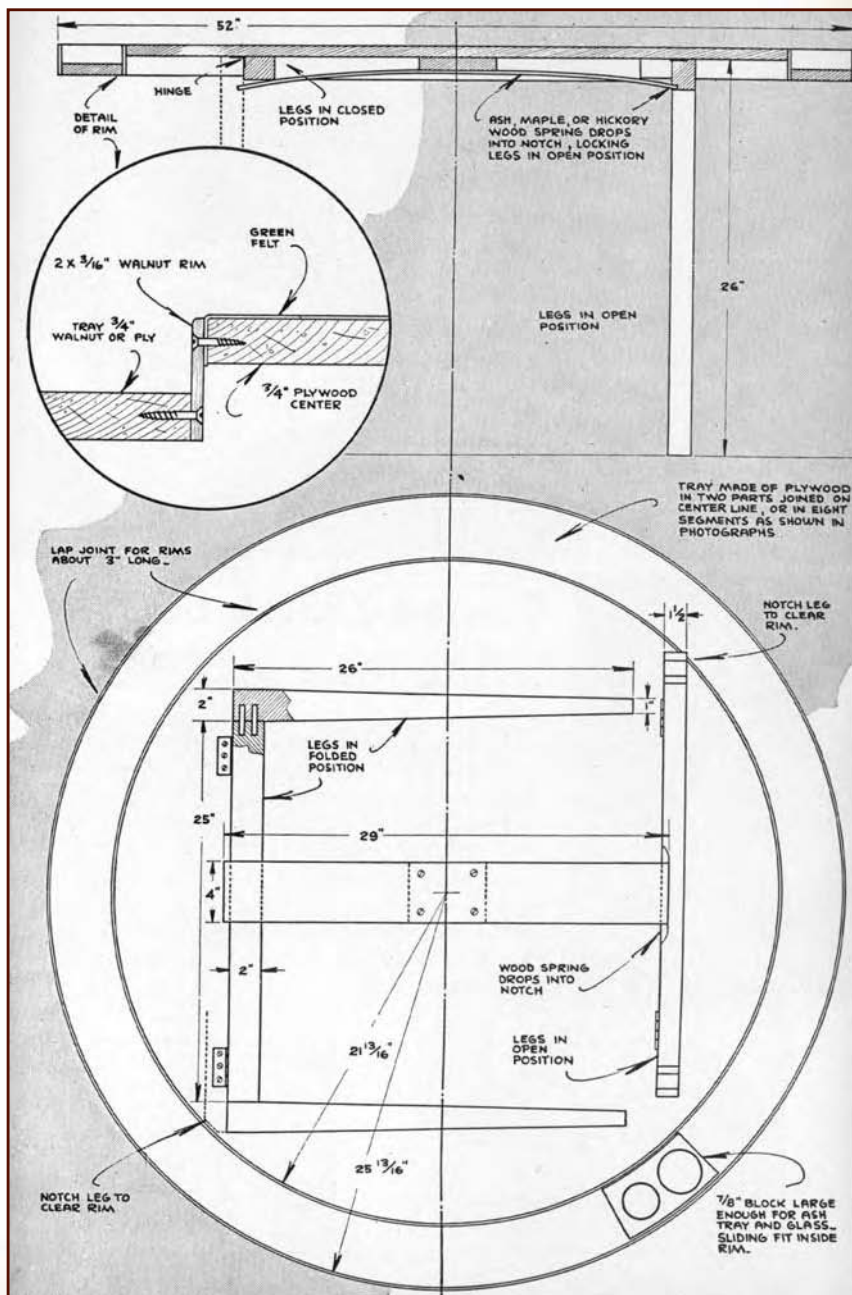 52"
HINGE
LEGS IN CLOSED
POSITION
DETAIL
OF RIM
ASH, MAPLE, OR HICKORY
WOOD SPRING DROPS
INTO NOTCH, LOCKING
LEGS IN OPEN POSITION
GREEN
FELT
2 X 3/16" WALNUT RIM
TRAY 3/4"
WALNUT OR PLY
3/4" PLYWOOD
CENTER
LEGS IN OPEN
POSITION
26"
TRAY MADE OF PLYWOOD
IN TWO PARTS JOINED ON
CENTER LINE, OR IN EIGHT
SEGMENTS AS SHOWN IN
PHOTOGRAPHS
LAP JOINT FOR RIMS
ABOUT 3" LONG
NOTCH LEG
TO CLEAR
RIM.
1 1/2
26"
2"
1"
LEGS IN
FOLDED
POSITION
25"
29"
4"
2"
WOOD SPRING
DROPS INTO
NOTCH
LEGS IN
OPEN
POSITION
21 13/16"
25 13/16"
NOTCH LEG TO
CLEAR RIM
7/8" BLOCK LARGE
ENOUGH FOR ASH
TRAY AND GLASS
SLIDING FIT INSIDE
RIM.